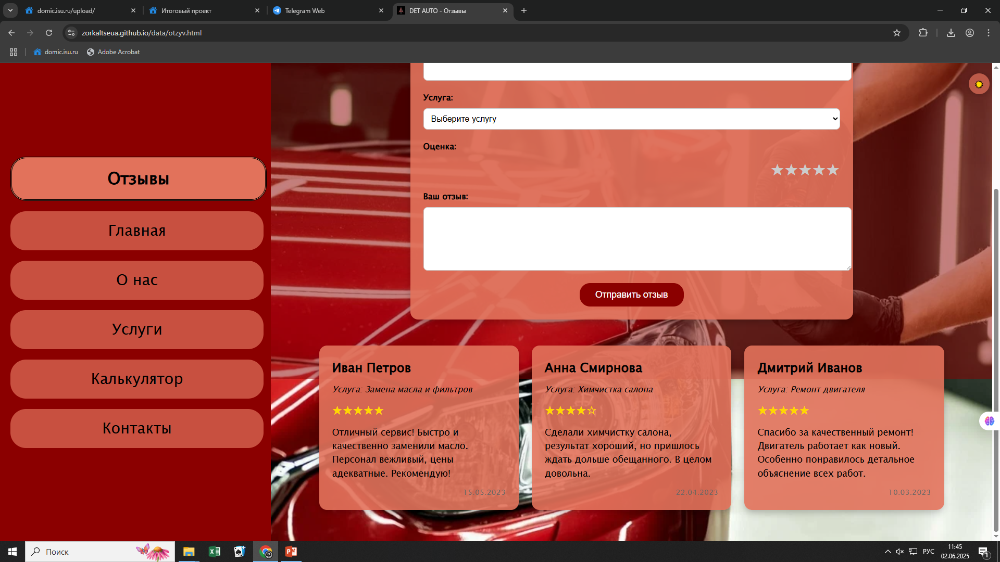 domic.isu.ru/upload/
Итоговый проект
Telegram Web
DET AUTO - Отзывы
zorkaltseua.github.io/data/otzyv.html
domic.isu.ru
Adobe Acrobat
Отзывы
Главная
О нас
Услуги
Калькулятор
Контакты
Услуга:
Выберите услугу
Оценка:
★★★★★
Ваш отзыв:
Отправить отзыв
Иван Петров
Услуга: Замена масла и фильтров
★★★★★
Отличный сервис! Быстро и
качественно заменили масло.
Персонал вежливый, цены
адекватные. Рекомендую!
15.05.2023
Анна Смирнова
Услуга: Химчистка салона
★★★★☆
Сделали химчистку салона,
результат хороший, но пришлось
ждать дольше обещанного. В целом
довольна.
22.04.2023
Дмитрий Иванов
Услуга: Ремонт двигателя
★★★★★
Спасибо за качественный ремонт!
Двигатель работает как новый.
Особенно понравилось детальное
объяснение всех работ.
10.03.2023
Поиск
РУС
11:45
02.06.2025
1